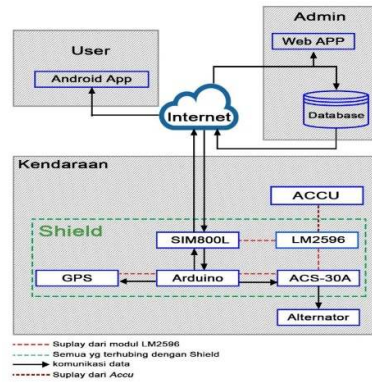 Admin
User
Web APP
Android App
Internet
Database
Kendaraan
ACCU
Shield
SIM800L
LM2596
GPS
Arduino
ACS-30A
Alternator
Suplay dari modul LM2596
Semua yg terhubing dengan Shield
komunikasi data
Suplay dari Accu